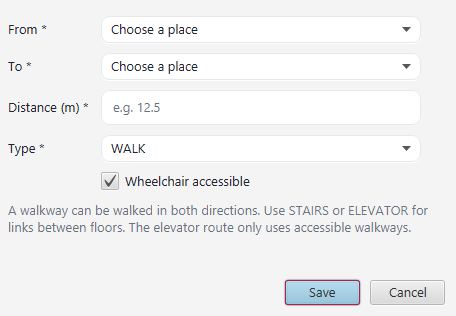 From * Choose a place
To * Choose a place
Distance (m) * e.g. 12.5
Type * WALK
Wheelchair accessible
A walkway can be walked in both directions. Use STAIRS or ELEVATOR for
links between floors. The elevator route only uses accessible walkways.
Save Cancel